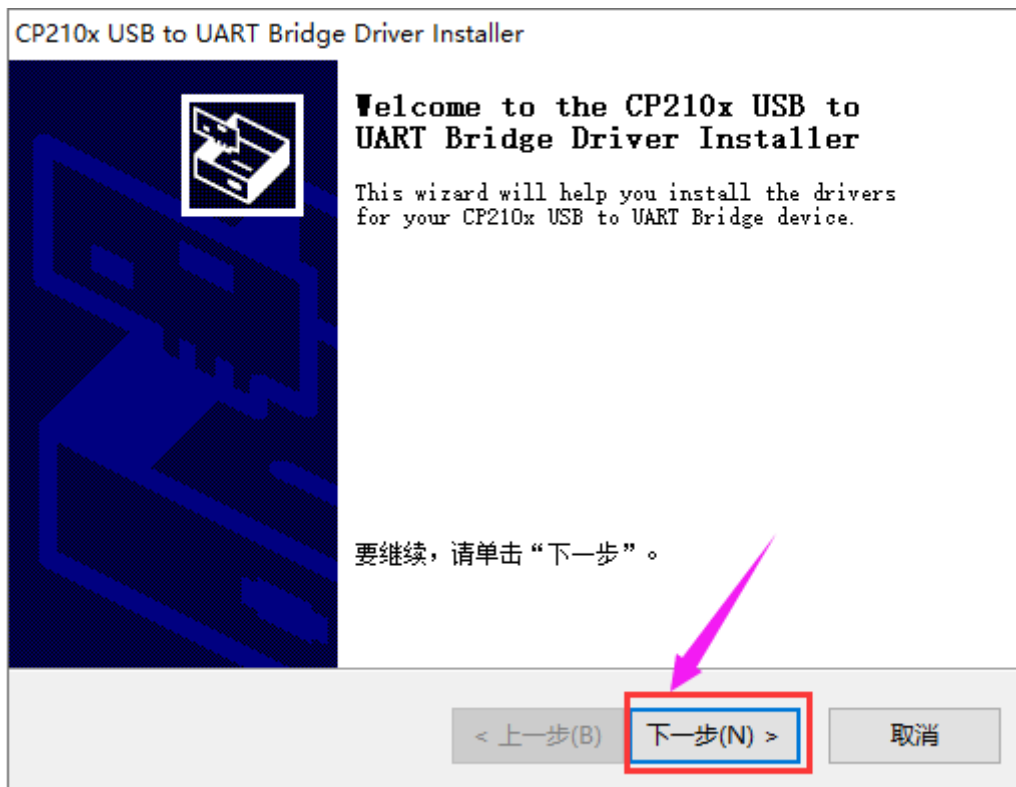 CP210x USB to UART Bridge Driver Installer
Welcome to the CP210x USB to
UART Bridge Driver Installer
This wizard will help you install the drivers
for your CP210x USB to UART Bridge device.
要继续，请单击“下一步”。
< 上一步(B)
下一步(N) >
取消